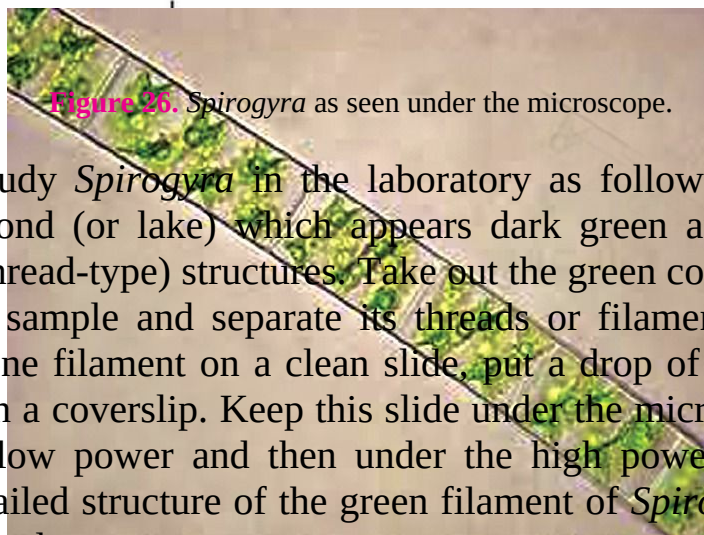 Figure 26. Spirogyra as seen under the microscope.
udy Spirogyra in the laboratory as follow
ond (or lake) which appears dark green a
hread-type) structures. Take out the green co
sample and separate its threads or filamen
ne filament on a clean slide, put a drop of
n a coverslip. Keep this slide under the micr
low power and then under the high powe
ailed structure of the green filament of Spiro